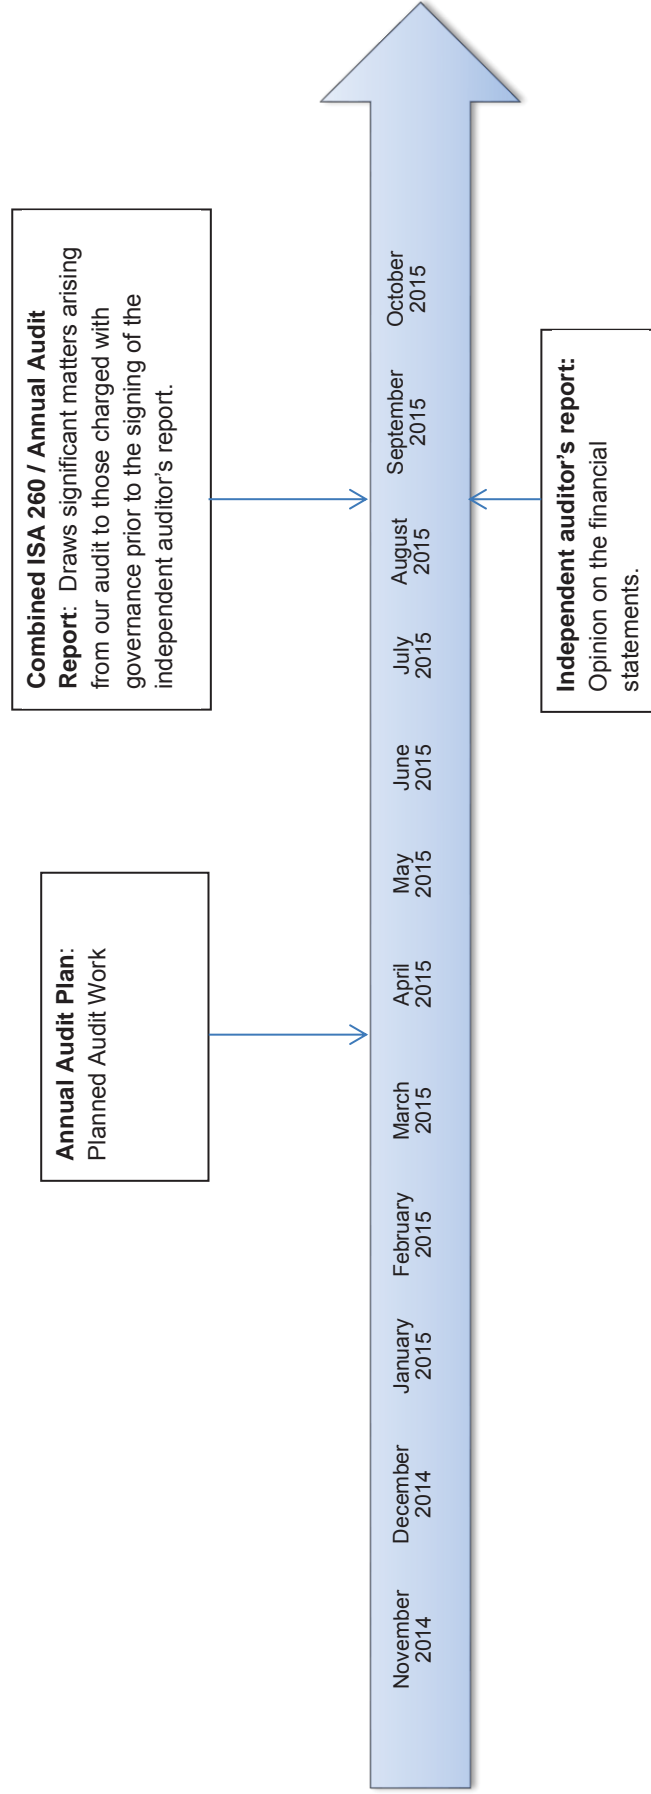 Annual Audit Plan:
Planned Audit Work
Combined ISA 260 / Annual Audit
Report:  Draws significant matters arising
from our audit to those charged with
governance prior to the signing of the
independent auditor’s report.
November
2014
December
2014
January
2015
February
2015
March
2015
April
2015
May
2015
June
2015
July
2015
August
2015
September
2015
October
2015
Independent auditor’s report:
Opinion on the financial
statements.